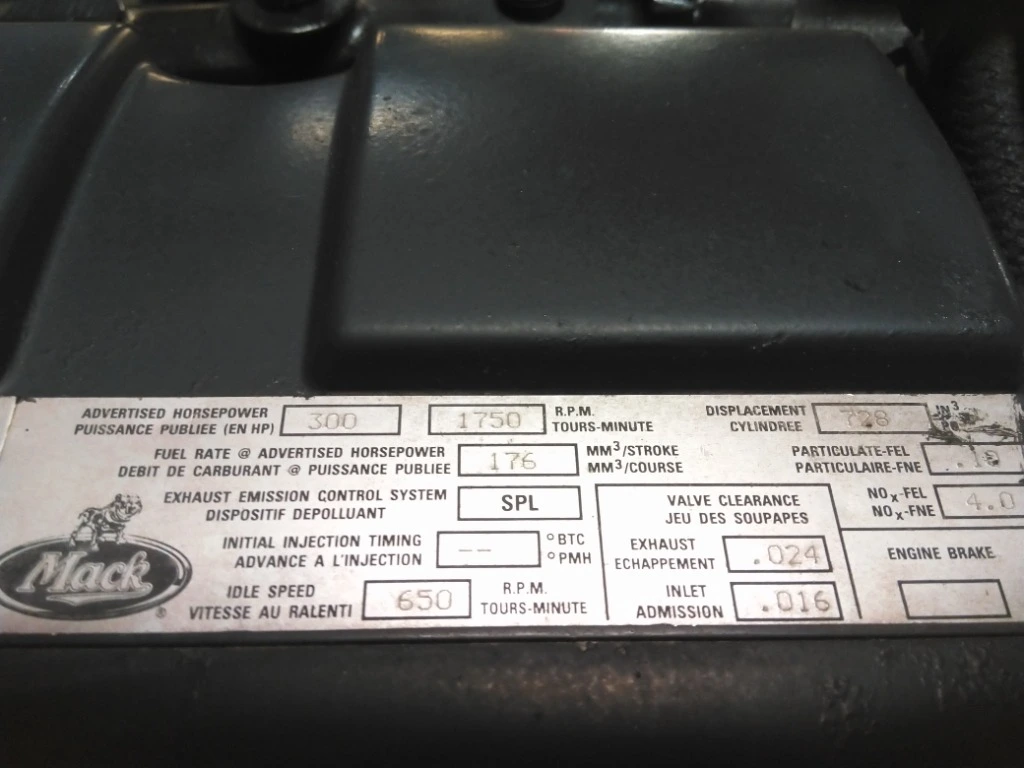 ADVERTISED HORSEPOWER 300 1750 R.P.M. DISPLACEMENT 728 IN3
PUISSANCE PUBLIEE (EN HP) TOURS-MINUTE CYLINDREE
FUEL RATE @ ADVERTISED HORSEPOWER 176 MM3/STROKE PARTICULATE-FEL
DEBIT DE CARBURANT @ PUISSANCE PUBLIEE MM3/COURSE PARTICULAIRE-FNE
EXHAUST EMISSION CONTROL SYSTEM SPL VALVE CLEARANCE NOx-FEL 4.0
DISPOSITIF DEPOLLUANT JEU DES SOUPAPES NOx-FNE
INITIAL INJECTION TIMING -- °BTC EXHAUST .024 ENGINE BRAKE
ADVANCE A L'INJECTION °PMH ECHAPPEMENT
Mack ®
IDLE SPEED 650 R.P.M. INLET .016
VITESSE AU RALENTI TOURS-MINUTE ADMISSION